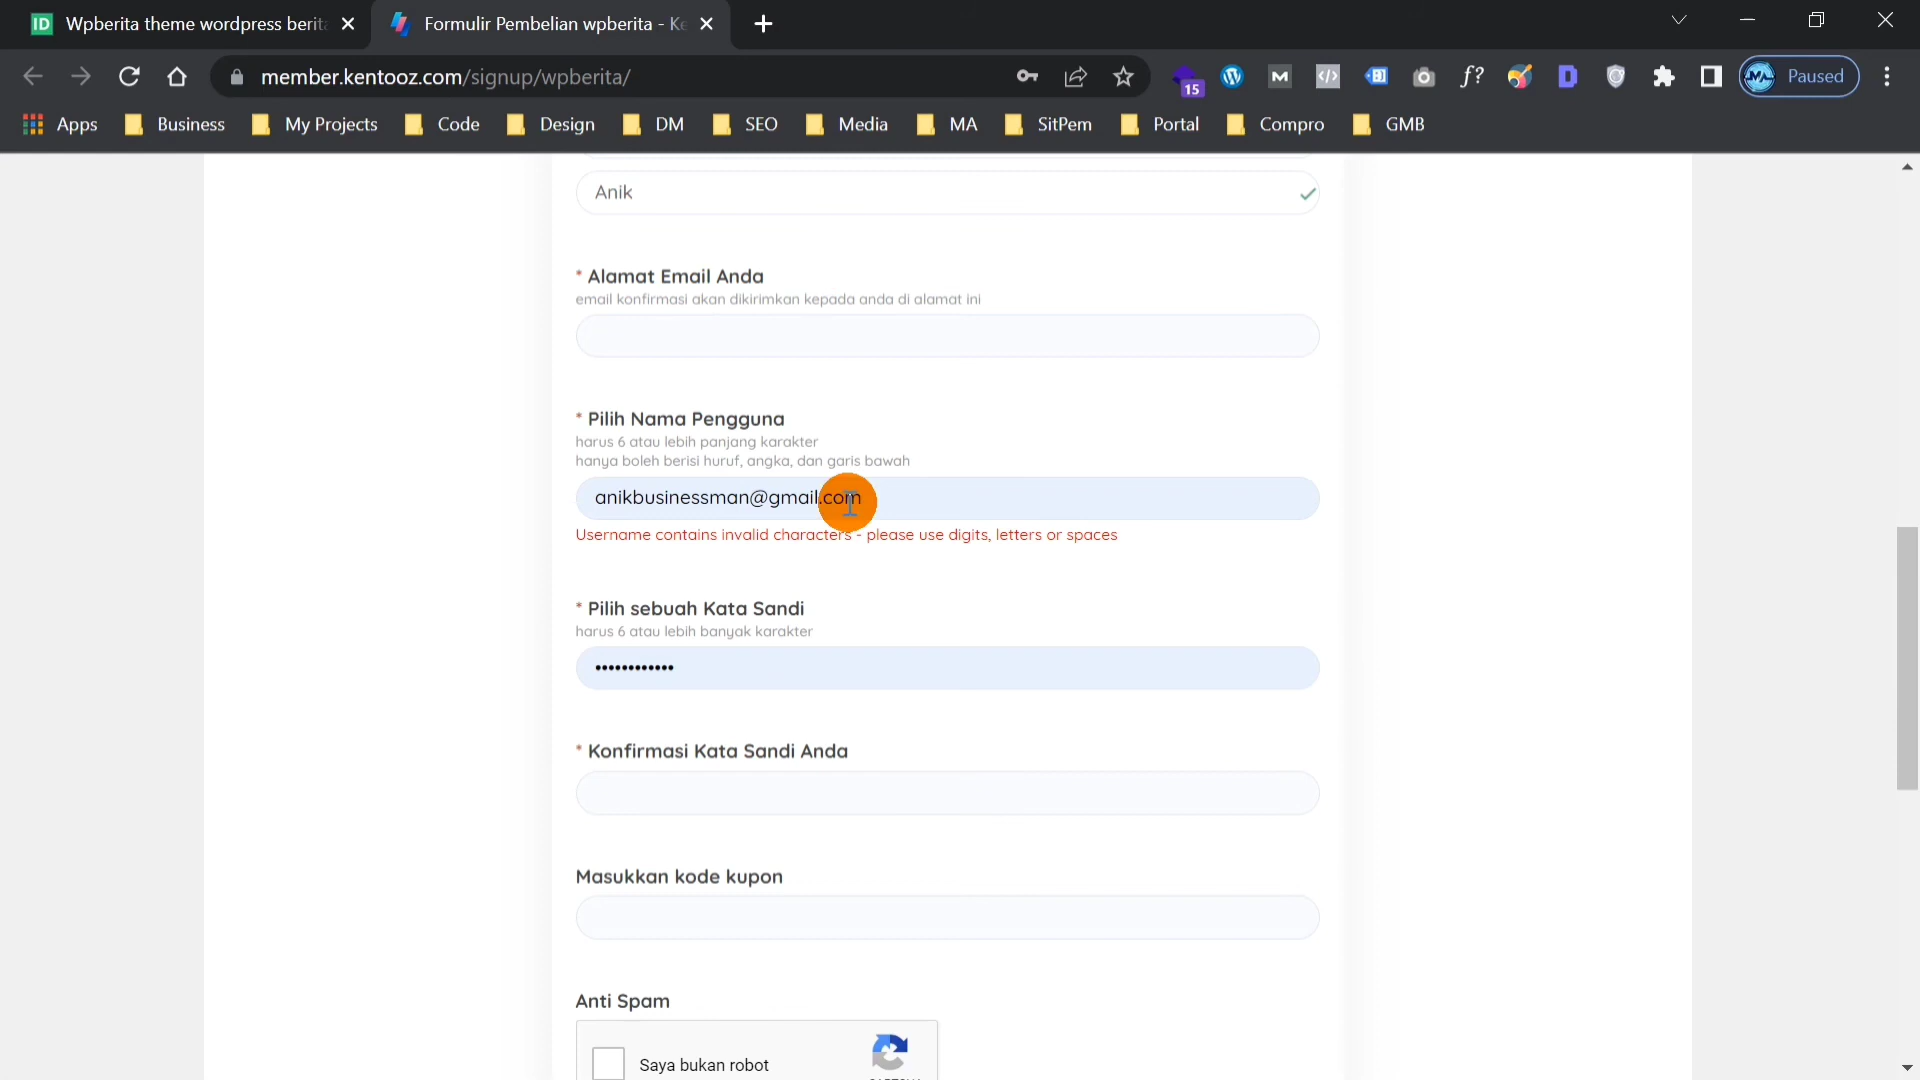 Wpberita theme wordpress berita
Formulir Pembelian wpberita - Ke
member.kentooz.com/signup/wpberita/
15
Paused
Apps
Business
My Projects
Code
Design
DM
SEO
Media
MA
SitPem
Portal
Compro
GMB
Anik
* Alamat Email Anda
email konfirmasi akan dikirimkan kepada anda di alamat ini
* Pilih Nama Pengguna
harus 6 atau lebih panjang karakter
hanya boleh berisi huruf, angka, dan garis bawah
anikbusinessman@gmail.com
Username contains invalid characters - please use digits, letters or spaces
* Pilih sebuah Kata Sandi
harus 6 atau lebih banyak karakter
* Konfirmasi Kata Sandi Anda
Masukkan kode kupon
Anti Spam
Saya bukan robot